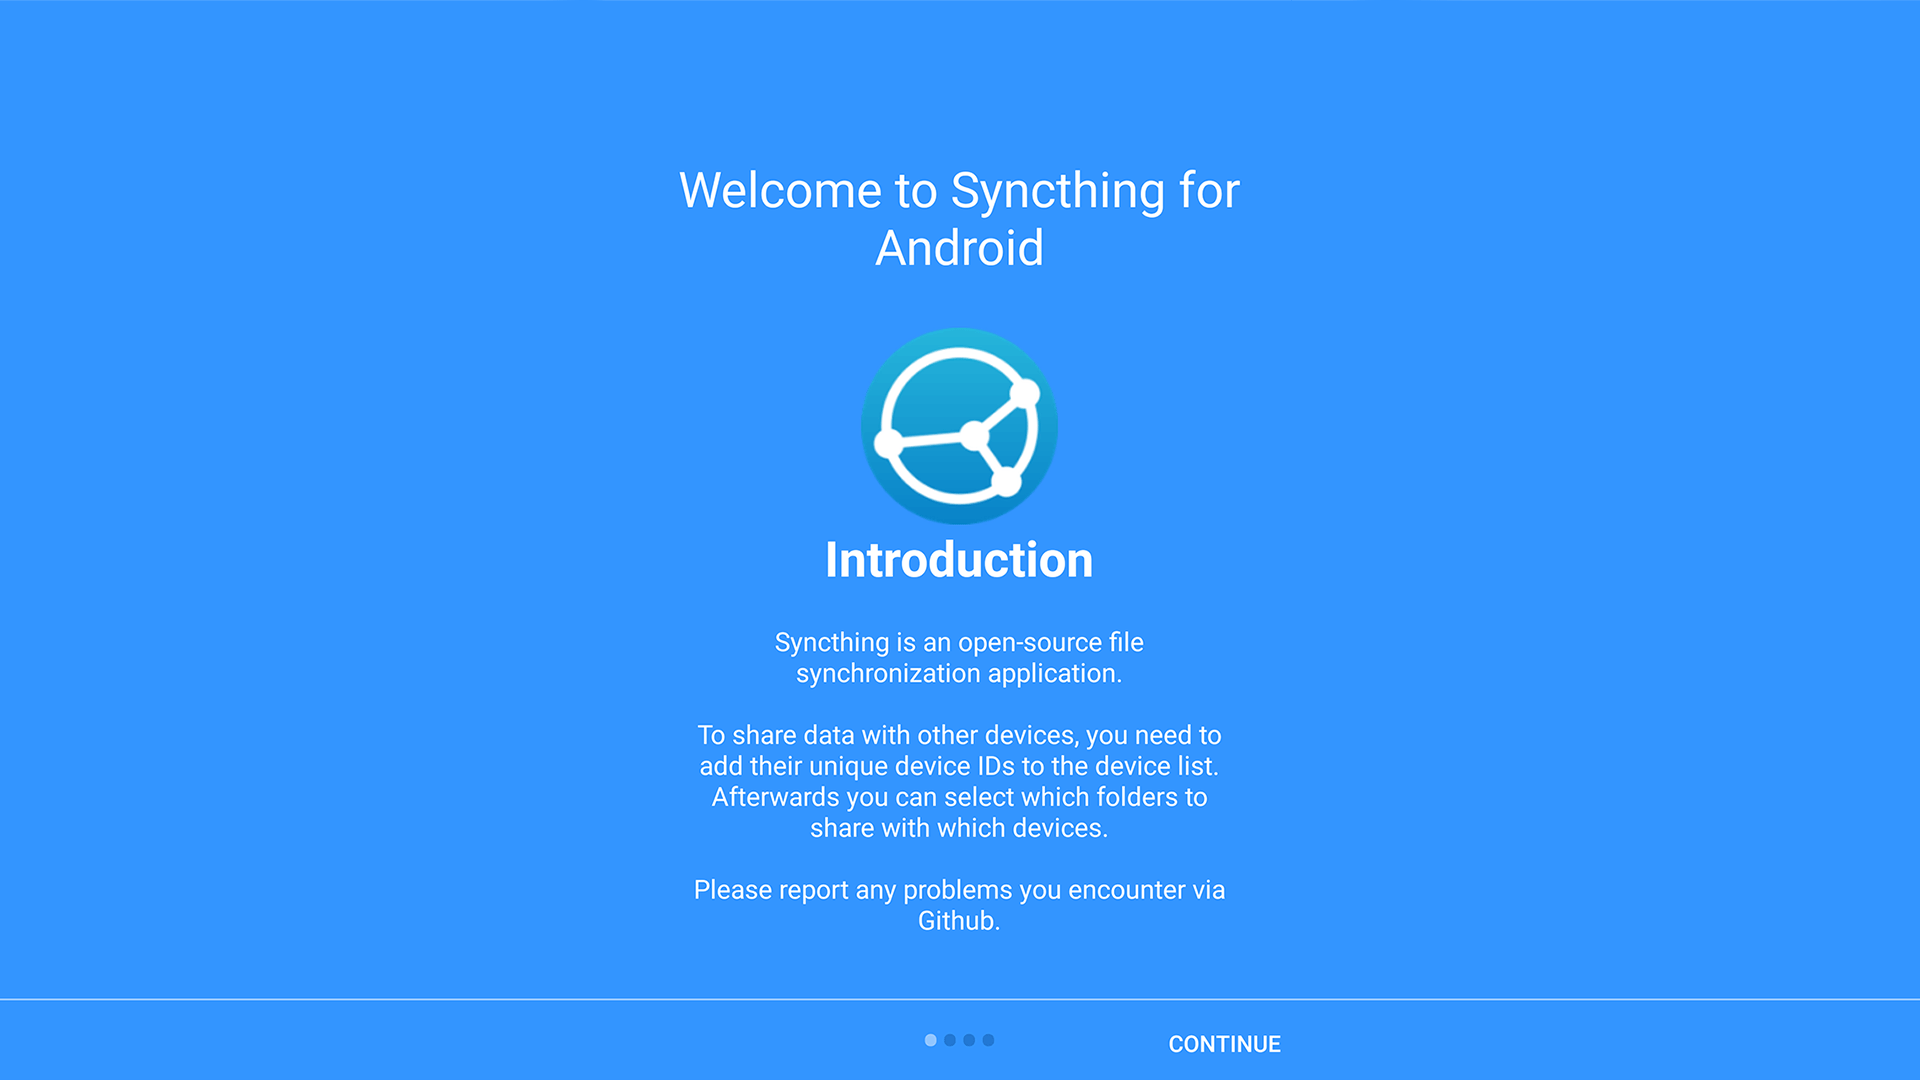 Welcome to Syncthing for
Android
Introduction
Syncthing is an open-source file
synchronization application.
To share data with other devices, you need to
add their unique device IDs to the device list.
Afterwards you can select which folders to
share with which devices.
Please report any problems you encounter via
Github.
CONTINUE